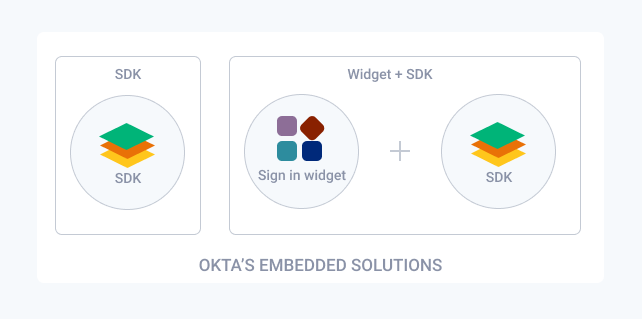 SDK
SDK
Widget + SDK
Sign in widget
SDK
OKTA’S EMBEDDED SOLUTIONS